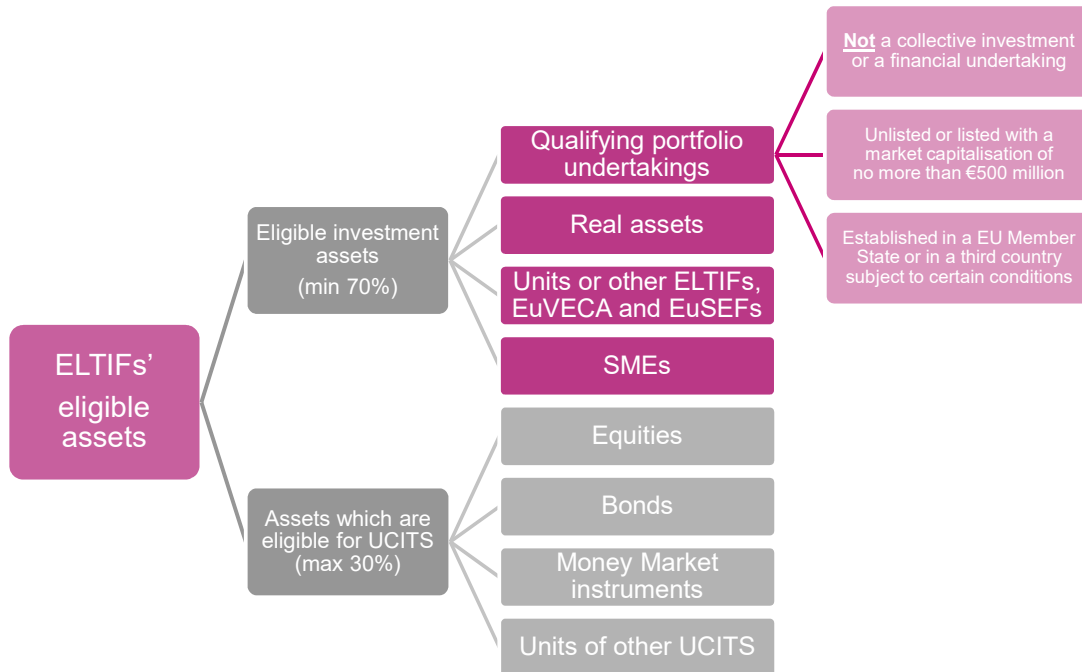 ELTIFs’
eligible
assets
Eligible investment
assets
(min 70%)
Qualifying portfolio
undertakings
Not a collective investment
or a financial undertaking
Unlisted or listed with a
market capitalisation of
no more than €500 million
Established in a EU Member
State or in a third country
subject to certain conditions
Real assets
Units or other ELTIFs,
EuVECA and EuSEFs
SMEs
Assets which are
eligible for UCITS
(max 30%)
Equities
Bonds
Money Market
instruments
Units of other UCITS